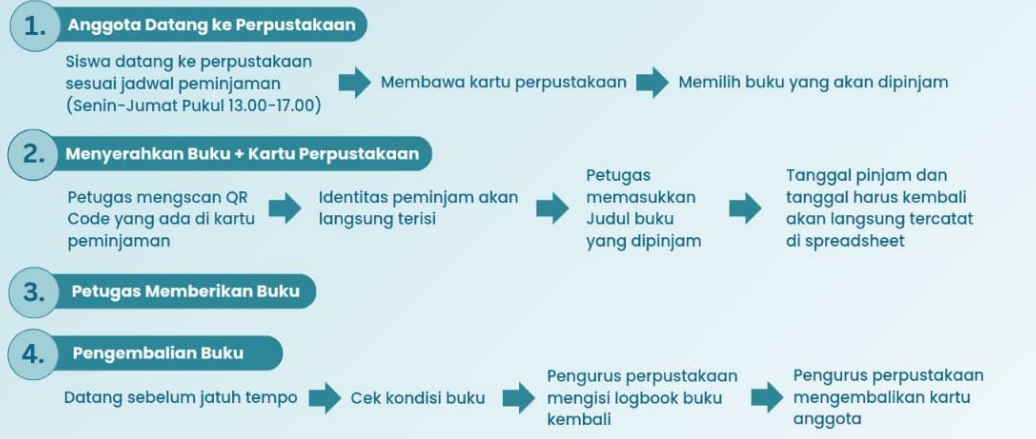 1. Anggota Datang ke Perpustakaan
Siswa datang ke perpustakaan
sesuai jadwal peminjaman
(Senin-Jumat Pukul 13.00-17.00)
Membawa kartu perpustakaan
Memilih buku yang akan dipinjam
2. Menyerahkan Buku + Kartu Perpustakaan
Petugas mengscan QR
Code yang ada di kartu
peminjaman
Identitas peminjam akan
langsung terisi
Petugas
memasukkan
Judul buku
yang dipinjam
Tanggal pinjam dan
tanggal harus kembali
akan langsung tercatat
di spreadsheet
3. Petugas Memberikan Buku
4. Pengembalian Buku
Datang sebelum jatuh tempo
Cek kondisi buku
Pengurus perpustakaan
mengisi logbook buku
kembali
Pengurus perpustakaan
mengembalikan kartu
anggota